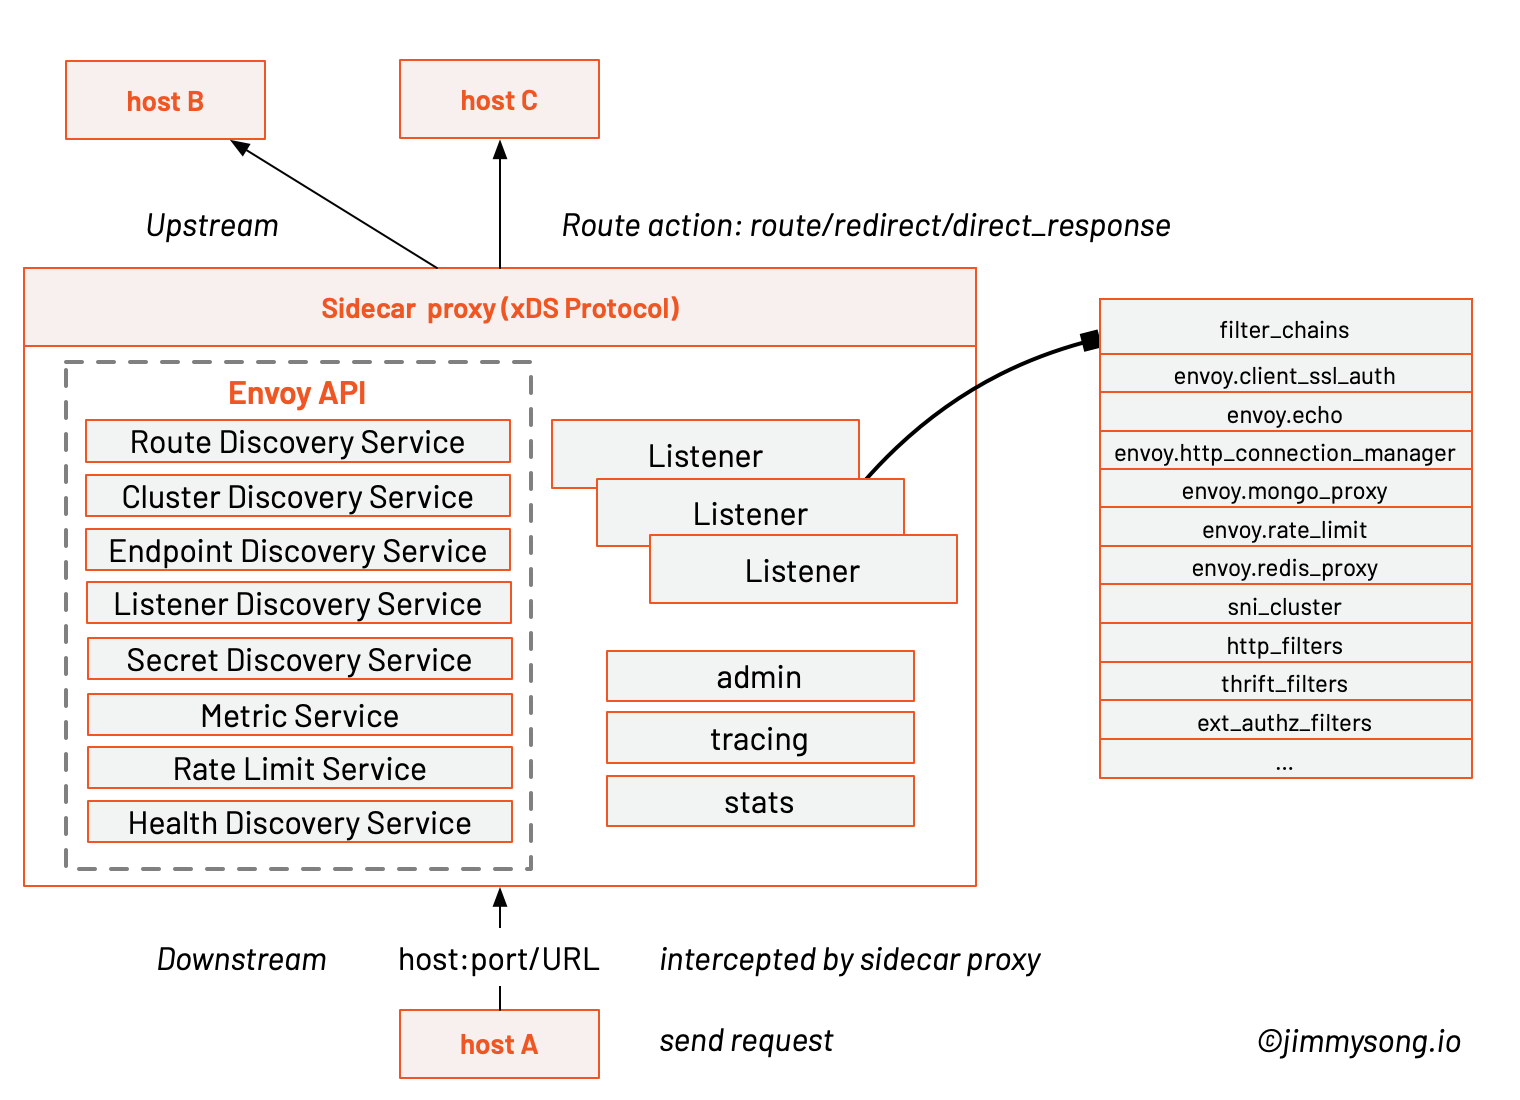 host B
host C
Upstream
Route action: route/redirect/direct_response
Sidecar proxy (xDS Protocol)
Envoy API
Route Discovery Service
Cluster Discovery Service
Endpoint Discovery Service
Listener Discovery Service
Secret Discovery Service
Metric Service
Rate Limit Service
Health Discovery Service
Listener
Listener
Listener
admin
tracing
stats
filter_chains
envoy.client_ssl_auth
envoy.echo
envoy.http_connection_manager
envoy.mongo_proxy
envoy.rate_limit
envoy.redis_proxy
sni_cluster
http_filters
thrift_filters
ext_authz_filters
...
Downstream
host:port/URL
intercepted by sidecar proxy
host A
send request
©jimmysong.io